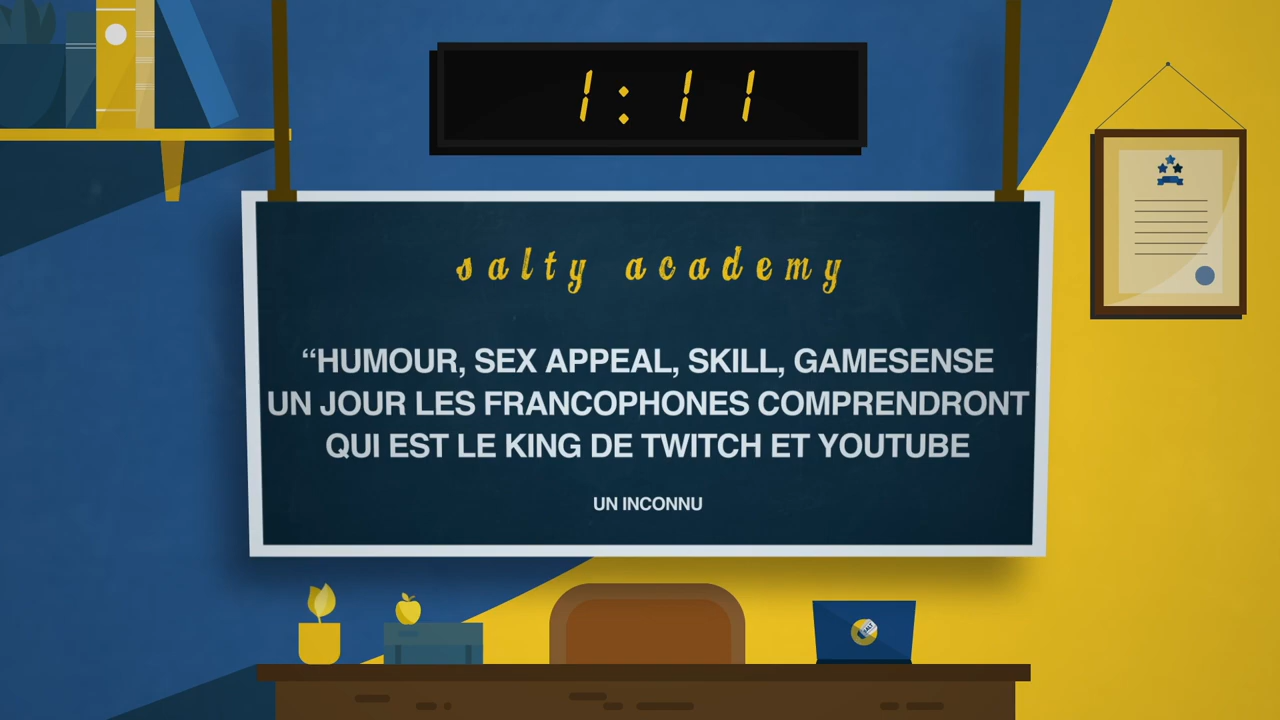 1:11
salty academy
“HUMOUR, SEX APPEAL, SKILL, GAMESENSE
UN JOUR LES FRANCOPHONES COMPRENDRONT
QUI EST LE KING DE TWITCH ET YOUTUBE
UN INCONNU